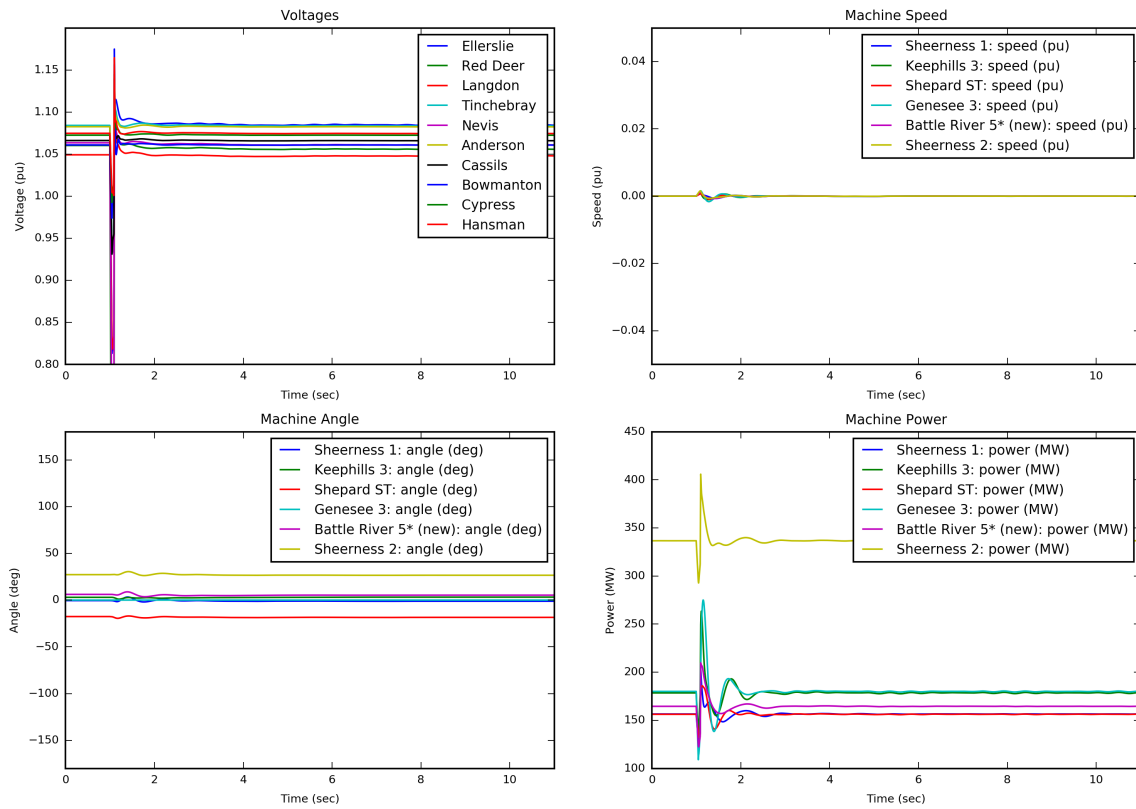 Voltages
1.15
1.10
1.05
1.00
0.95
0.90
0.85
0.80
Voltage (pu)
0
2
4
6
8
10
Time (sec)
Ellerslie
Red Deer
Langdon
Tinchebray
Nevis
Anderson
Cassils
Bowmanton
Cypress
Hansman
Machine Speed
0.04
0.02
0.00
−0.02
−0.04
Speed (pu)
0
2
4
6
8
10
Time (sec)
Sheerness 1: speed (pu)
Keephills 3: speed (pu)
Shepard ST: speed (pu)
Genesee 3: speed (pu)
Battle River 5* (new): speed (pu)
Sheerness 2: speed (pu)
Machine Angle
150
100
50
0
−50
−100
−150
Angle (deg)
0
2
4
6
8
10
Time (sec)
Sheerness 1: angle (deg)
Keephills 3: angle (deg)
Shepard ST: angle (deg)
Genesee 3: angle (deg)
Battle River 5* (new): angle (deg)
Sheerness 2: angle (deg)
Machine Power
450
400
350
300
250
200
150
100
Power (MW)
0
2
4
6
8
10
Time (sec)
Sheerness 1: power (MW)
Keephills 3: power (MW)
Shepard ST: power (MW)
Genesee 3: power (MW)
Battle River 5* (new): power (MW)
Sheerness 2: power (MW)